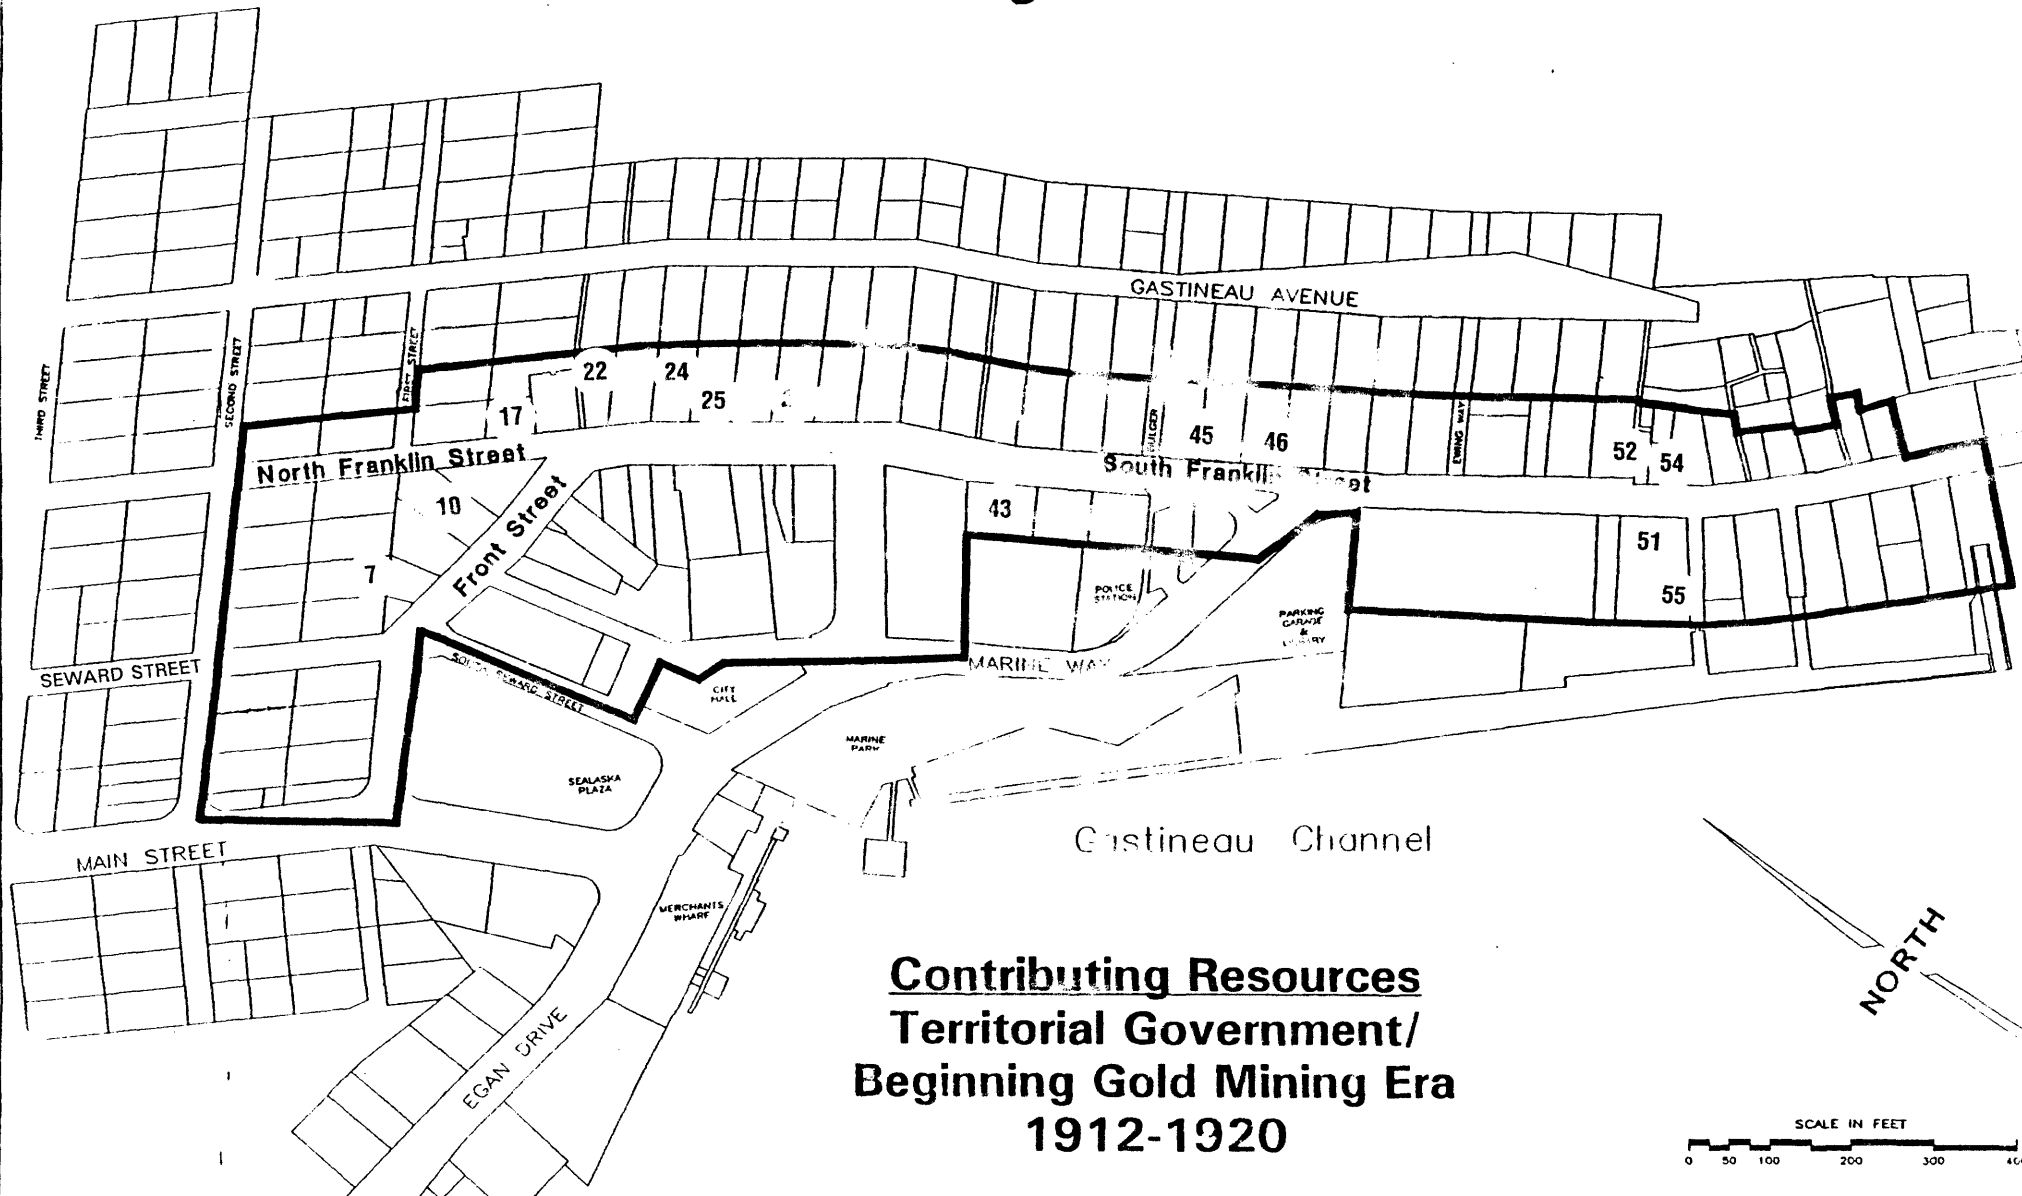 GASTINEAU AVENUE
THIRD STREET
SECOND STREET
FIRST STREET
22
24
25
17
North Franklin Street
Front Street
10
7
45
46
South Franklin Street
EWING WAY
52
54
43
51
55
POLICE
STATION
PARKING
GARAGE
&
LIBRARY
SEWARD STREET
SOUTH SEWARD STREET
MARINE WAY
CITY
HALL
MARINE
PARK
SEALASKA
PLAZA
MAIN STREET
MERCHANTS
WHARF
EGAN DRIVE
Gastineau Channel
NORTH
Contributing Resources
Territorial Government/
Beginning Gold Mining Era
1912-1920
SCALE IN FEET
0 50 100 200 300